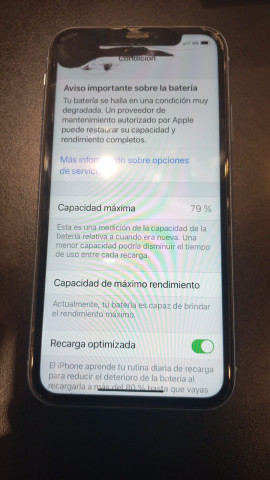 4G
Condición
Aviso importante sobre la batería
Tu batería se halla en una condición muy
degradada. Un proveedor de
mantenimiento autorizado por Apple
puede restaurar su capacidad y
rendimiento completos.
Más información sobre opciones
de servicio
Capacidad máxima 79 %
Esta es una medición de la capacidad de la
batería relativa a cuando era nueva. Una
menor capacidad podría disminuir el tiempo
de uso entre cada recarga.
Capacidad de máximo rendimiento
Actualmente, tu batería es capaz de brindar
el rendimiento máximo.
Recarga optimizada
El iPhone aprende tu rutina diaria de recarga
para reducir el deterioro de la batería al
recargarla a más del 80 % hasta que vayas